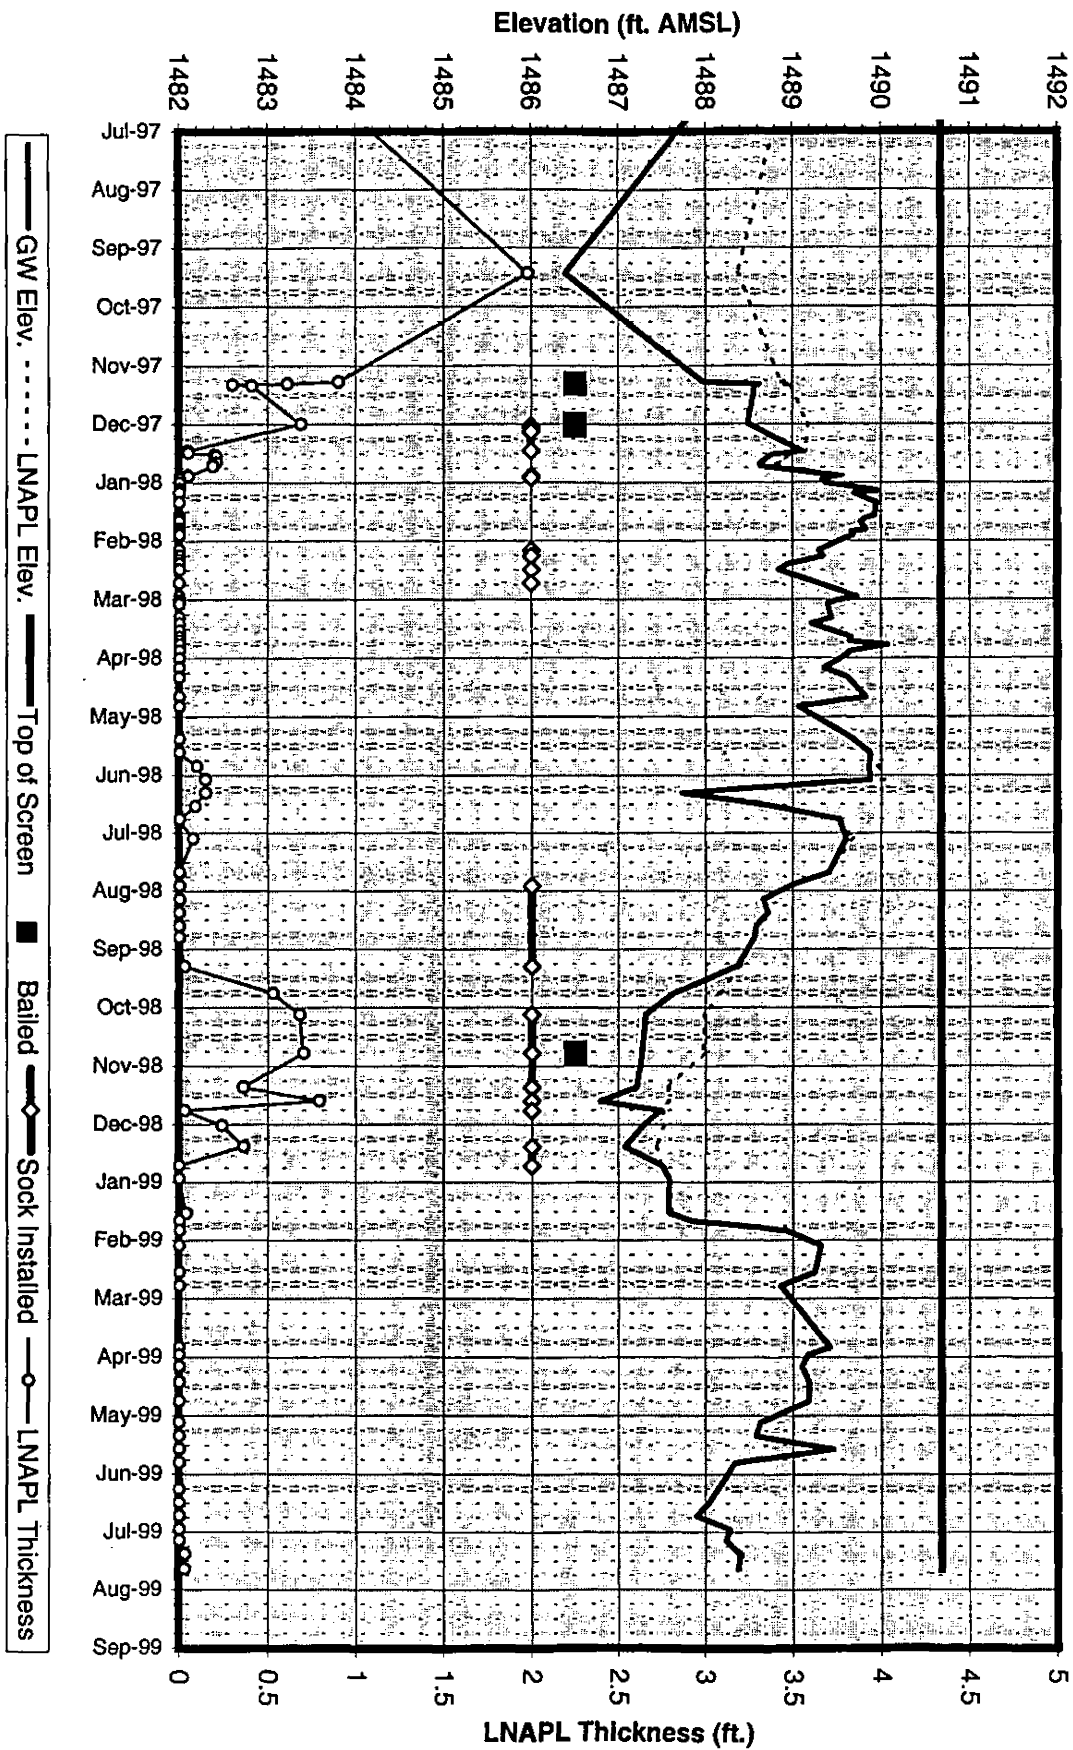 Elevation (ft. AMSL)
1482 1483 1484 1485 1486 1487 1488 1489 1490 1491 1492
Jul-97
Aug-97
Sep-97
Oct-97
Nov-97
Dec-97
Jan-98
Feb-98
Mar-98
Apr-98
May-98
Jun-98
Jul-98
Aug-98
Sep-98
Oct-98
Nov-98
Dec-98
Jan-99
Feb-99
Mar-99
Apr-99
May-99
Jun-99
Jul-99
Aug-99
Sep-99
0 0.5 1 1.5 2 2.5 3 3.5 4 4.5 5
LNAPL Thickness (ft.)
GW Elev. LNAPL Elev. Top of Screen Bailed Sock Installed LNAPL Thickness